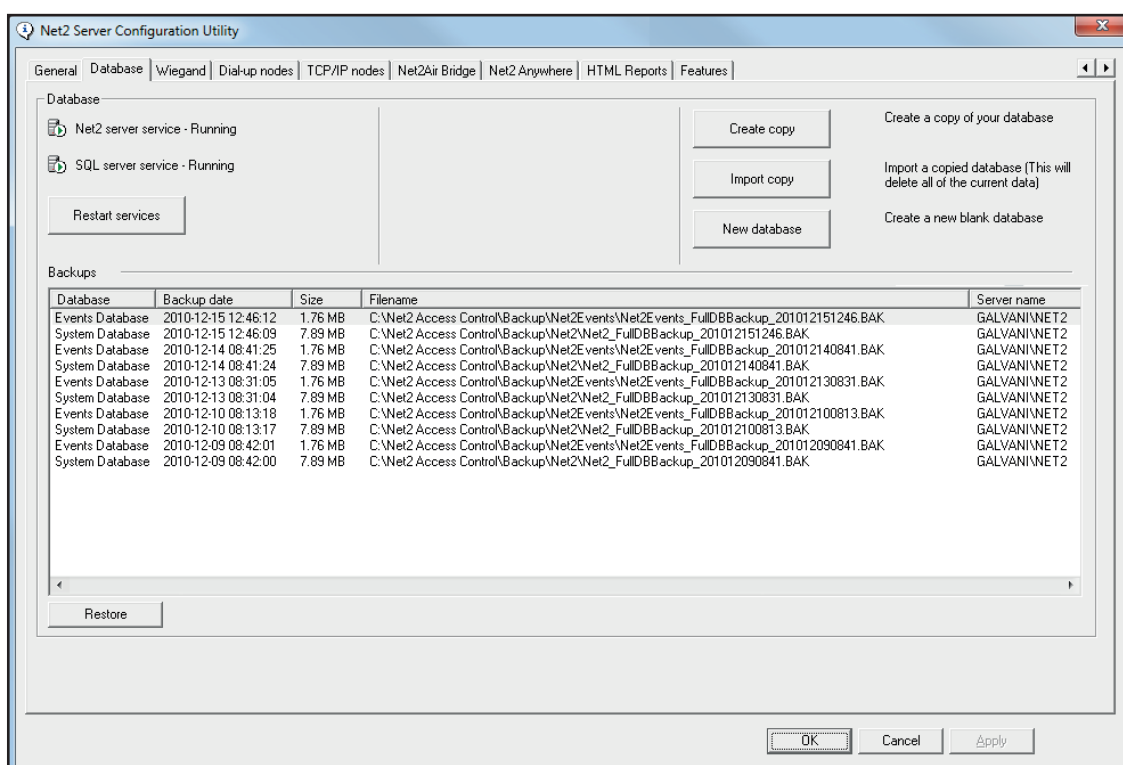 Net2 Server Configuration Utility
General Database Wiegand Dial-up nodes TCP/IP nodes Net2Air Bridge Net2 Anywhere HTML Reports Features
Database
Net2 server service - Running
SQL server service - Running
Restart services
Create copy
Create a copy of your database
Import copy
Import a copied database (This will
delete all of the current data)
New database
Create a new blank database
Backups
Database Backup date Size Filename Server name
Events Database 2010-12-15 12:46:12 1.76 MB C:\Net2 Access Control\Backup\Net2Events\Net2Events_FullDBBackup_201012151246.BAK GALVANI\NET2
System Database 2010-12-15 12:46:09 7.89 MB C:\Net2 Access Control\Backup\Net2\Net2_FullDBBackup_201012151246.BAK GALVANI\NET2
Events Database 2010-12-14 08:41:25 1.76 MB C:\Net2 Access Control\Backup\Net2Events\Net2Events_FullDBBackup_201012140841.BAK GALVANI\NET2
System Database 2010-12-14 08:41:24 7.89 MB C:\Net2 Access Control\Backup\Net2\Net2_FullDBBackup_201012140841.BAK GALVANI\NET2
Events Database 2010-12-13 08:31:05 1.76 MB C:\Net2 Access Control\Backup\Net2Events\Net2Events_FullDBBackup_201012130831.BAK GALVANI\NET2
System Database 2010-12-13 08:31:04 7.89 MB C:\Net2 Access Control\Backup\Net2\Net2_FullDBBackup_201012130831.BAK GALVANI\NET2
Events Database 2010-12-10 08:13:18 1.76 MB C:\Net2 Access Control\Backup\Net2Events\Net2Events_FullDBBackup_201012100813.BAK GALVANI\NET2
System Database 2010-12-10 08:13:17 7.89 MB C:\Net2 Access Control\Backup\Net2\Net2_FullDBBackup_201012100813.BAK GALVANI\NET2
Events Database 2010-12-09 08:42:01 1.76 MB C:\Net2 Access Control\Backup\Net2Events\Net2Events_FullDBBackup_201012090841.BAK GALVANI\NET2
System Database 2010-12-09 08:42:00 7.89 MB C:\Net2 Access Control\Backup\Net2\Net2_FullDBBackup_201012090841.BAK GALVANI\NET2
Restore
OK Cancel Apply